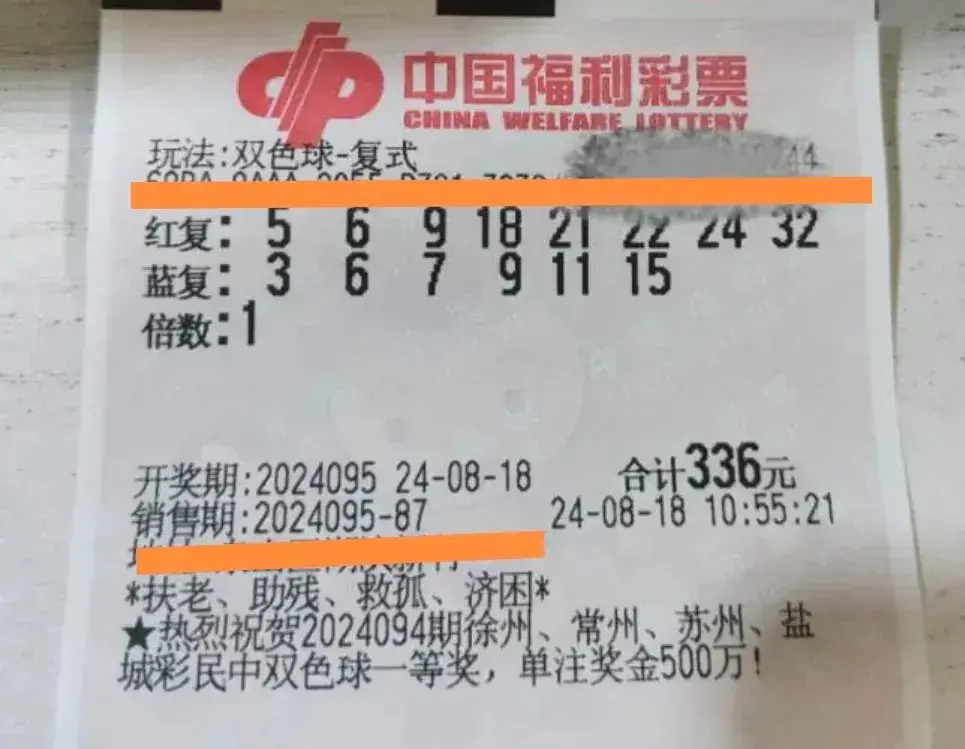 中国福利彩票
CHINA WELFARE LOTTERY
玩法:双色球-复式
红复: 5 6 9 18 21 22 24 32
蓝复: 3 6 7 9 11 15
倍数:1
开奖期:2024095 24-08-18 合计336元
销售期:2024095-87 24-08-18 10:55:21
*扶老、助残、救孤、济困*
★热烈祝贺2024094期徐州、常州、苏州、盐
城彩民中双色球一等奖，单注奖金500万!